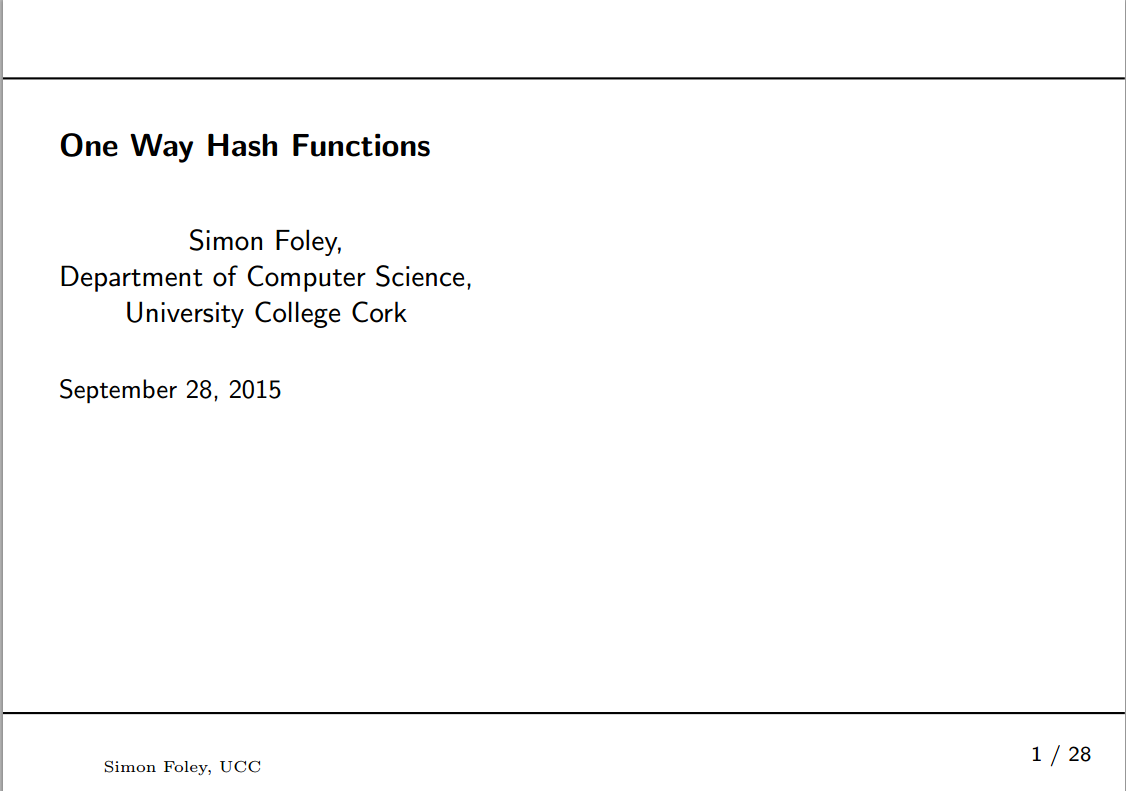 One Way Hash Functions
Simon Foley,
Department of Computer Science,
University College Cork
September 28, 2015
Simon Foley, UCC
1 / 28